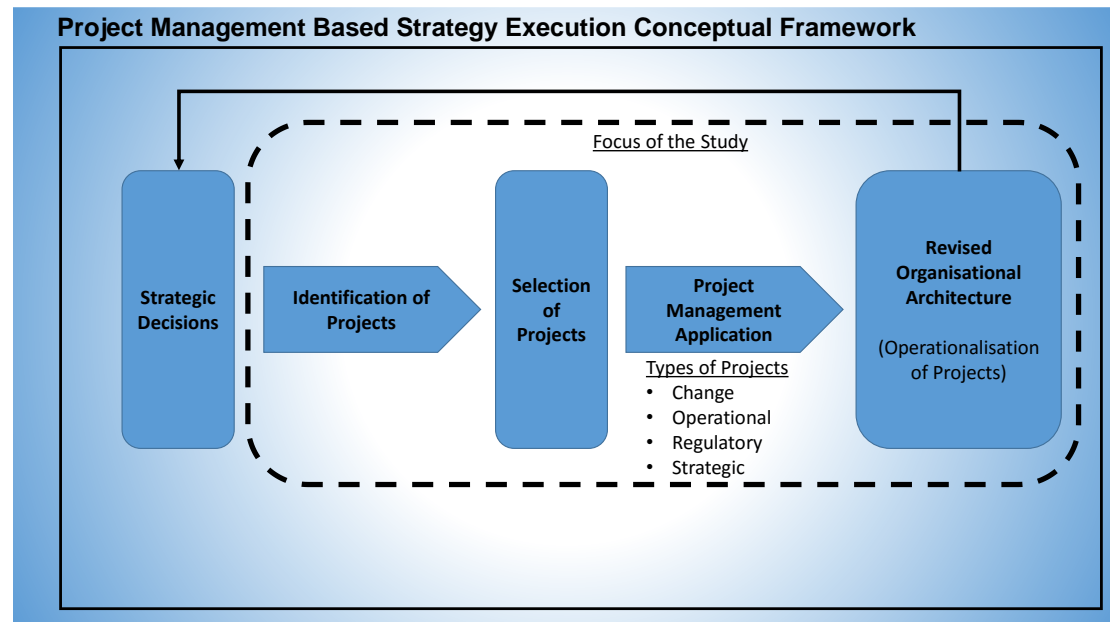 Project Management Based Strategy Execution Conceptual Framework
Focus of the Study
Strategic
Decisions
Identification of
Projects
Selection
of
Projects
Project
Management
Application
Types of Projects
• Change
• Operational
• Regulatory
• Strategic
Revised
Organisational
Architecture
(Operationalisation
of Projects)